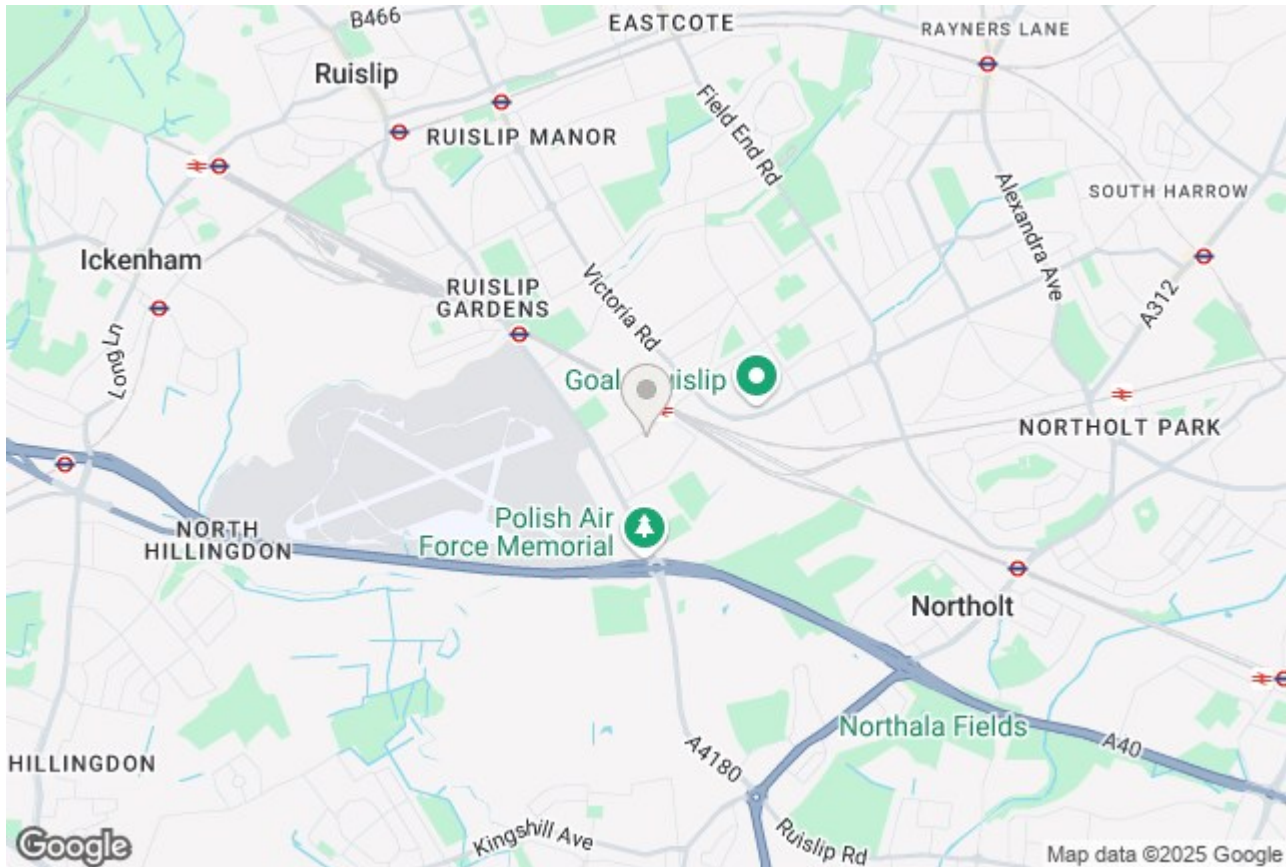 B466
EASTCOTE
RAYNERS LANE
Ruislip
Field End Rd
RUISLIP MANOR
Alexandra Ave
SOUTH HARROW
Ickenham
RUISLIP
GARDENS
Victoria Rd
A312
Long Ln
Goals Ruislip
NORTHOLT PARK
Polish Air
Force Memorial
NORTH
HILLINGDON
Northolt
Northala Fields
A40
HILLINGDON
A4180
Kingshill Ave
Ruislip Rd
Google
Map data ©2025 Google